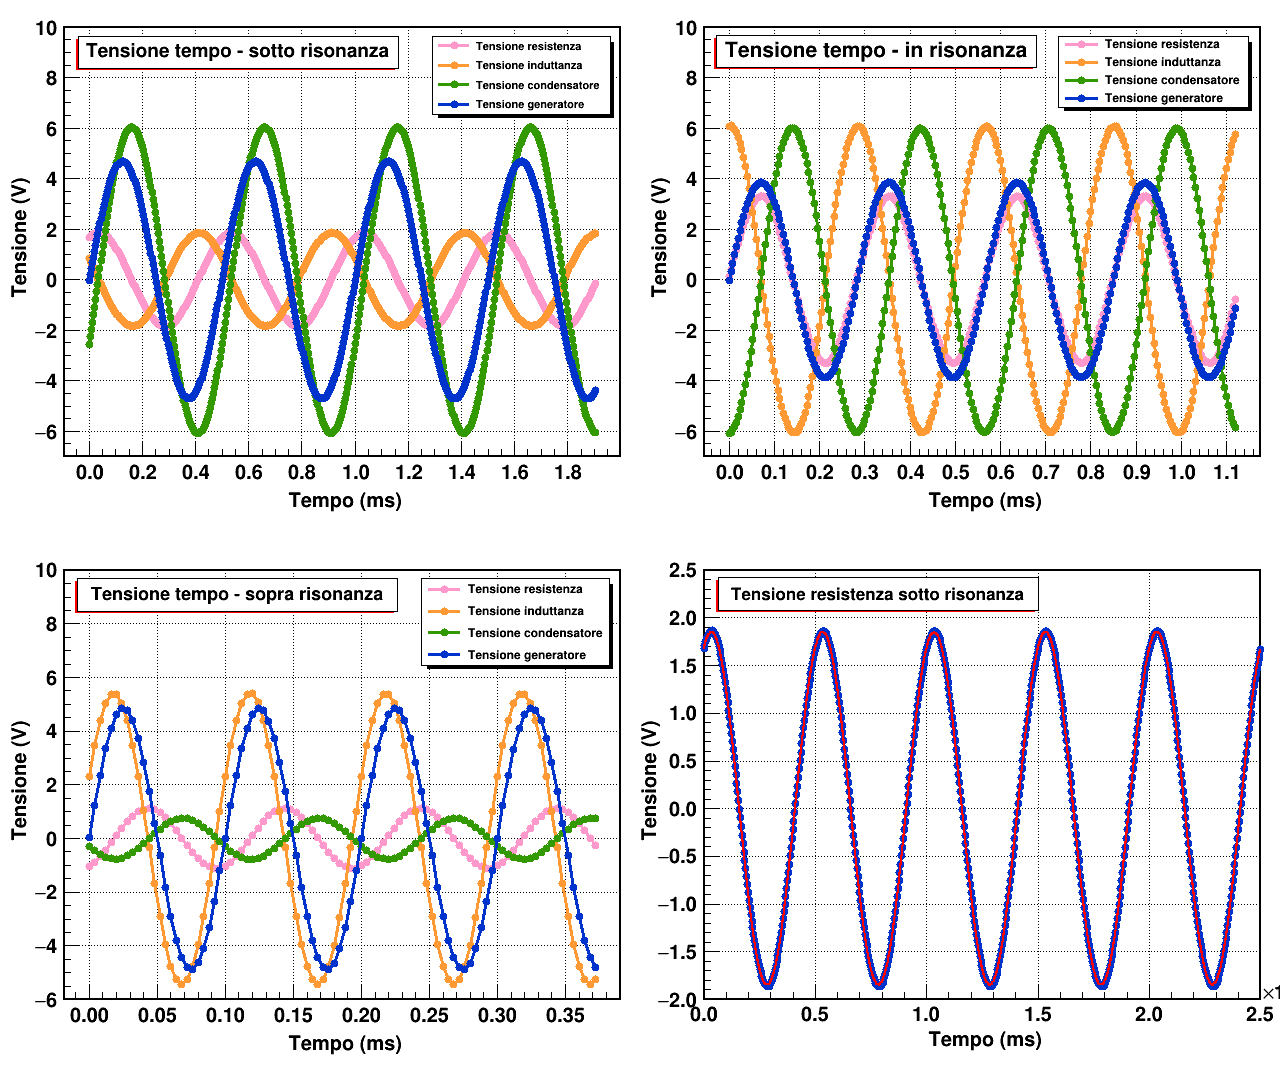 Tensione tempo - sotto risonanza
Tensione resistenza
Tensione induttanza
Tensione condensatore
Tensione generatore
10
8
6
4
2
0
−2
−4
−6
Tensione (V)
0.0 0.2 0.4 0.6 0.8 1.0 1.2 1.4 1.6 1.8
Tempo (ms)
Tensione tempo - in risonanza
Tensione resistenza
Tensione induttanza
Tensione condensatore
Tensione generatore
10
8
6
4
2
0
−2
−4
−6
Tensione (V)
0.0 0.1 0.2 0.3 0.4 0.5 0.6 0.7 0.8 0.9 1.0 1.1
Tempo (ms)
Tensione tempo - sopra risonanza
Tensione resistenza
Tensione induttanza
Tensione condensatore
Tensione generatore
10
8
6
4
2
0
−2
−4
−6
Tensione (V)
0.00 0.05 0.10 0.15 0.20 0.25 0.30 0.35
Tempo (ms)
Tensione resistenza sotto risonanza
2.5
2.0
1.5
1.0
0.5
0.0
−0.5
−1.0
−1.5
−2.0
Tensione (V)
×1
0.0 0.5 1.0 1.5 2.0 2.5
Tempo (ms)